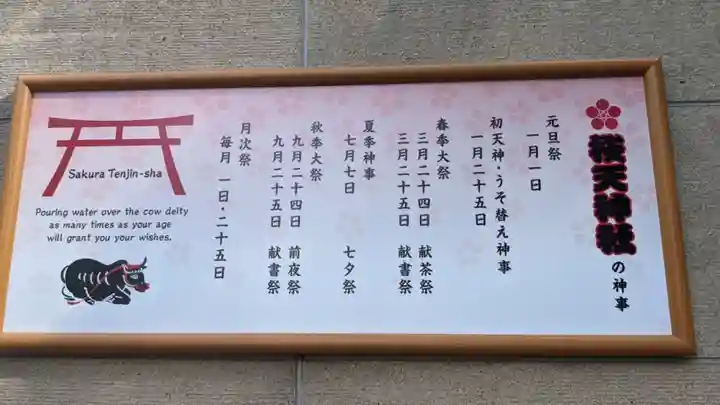 桜天神社の神事
元旦祭
一月一日
初天神・うそ替え神事
一月二十五日
春季大祭
三月二十四日 献茶祭
三月二十五日 献書祭
夏季神事
七月七日 七夕祭
秋季大祭
九月二十四日 前夜祭
九月二十五日 献書祭
月次祭
毎月 一日・二十五日
Sakura Tenjin-sha
Pouring water over the cow deity
as many times as your age
will grant you your wishes.